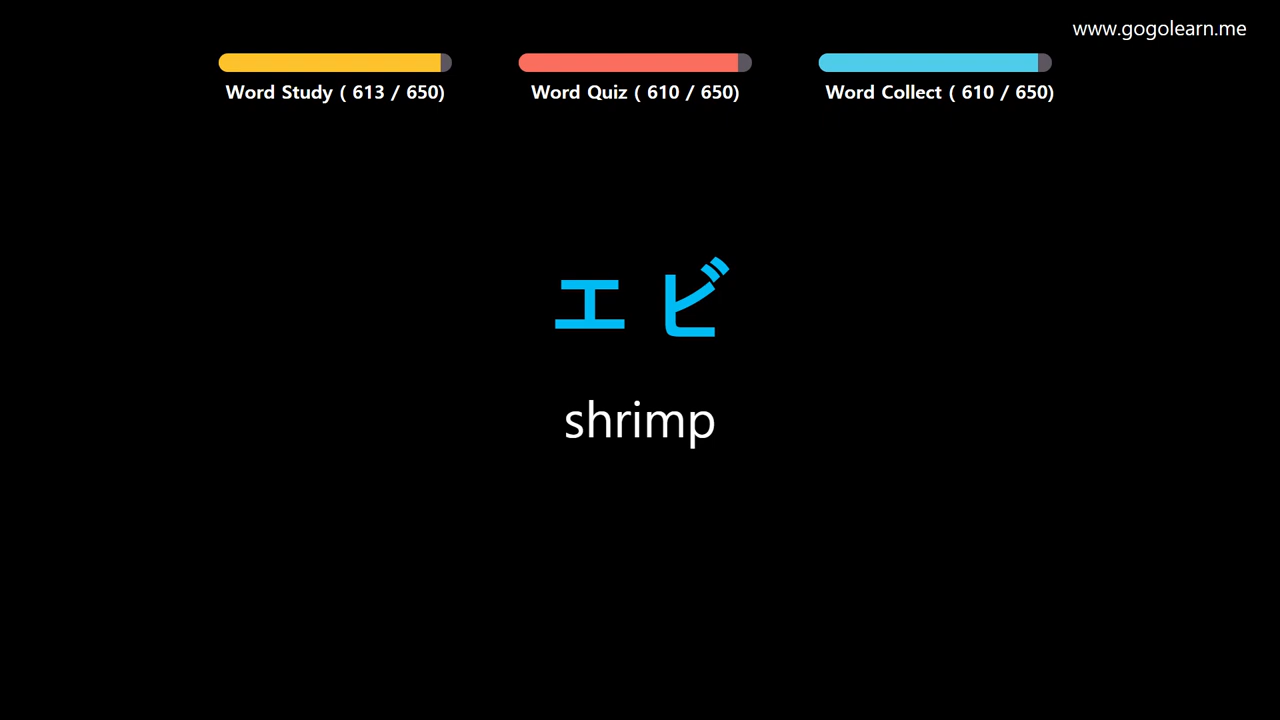 www.gogolearn.me
Word Study ( 613 / 650)
Word Quiz ( 610 / 650)
Word Collect ( 610 / 650)
エビ
shrimp